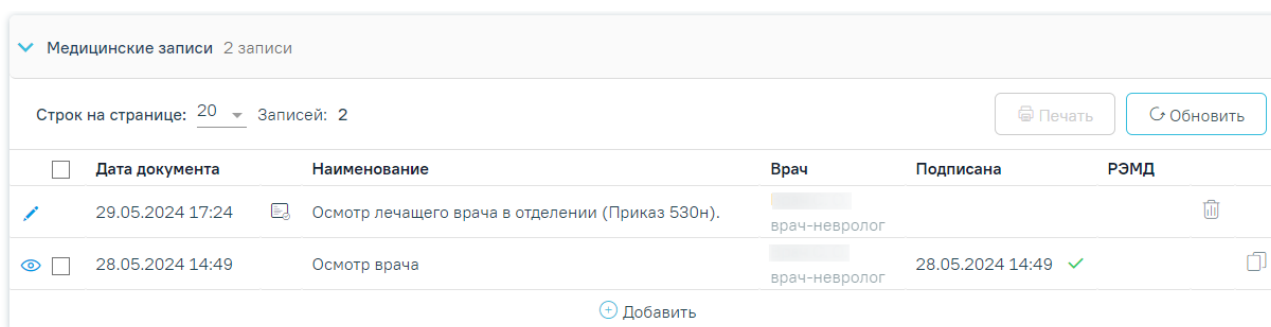 Медицинские записи 2 записи
Строк на странице: 20 Записей: 2 Печать Обновить
Дата документа Наименование Врач Подписана РЭМД
29.05.2024 17:24 Осмотр лечащего врача в отделении (Приказ 530н). врач-невролог
28.05.2024 14:49 Осмотр врача врач-невролог 28.05.2024 14:49
Добавить